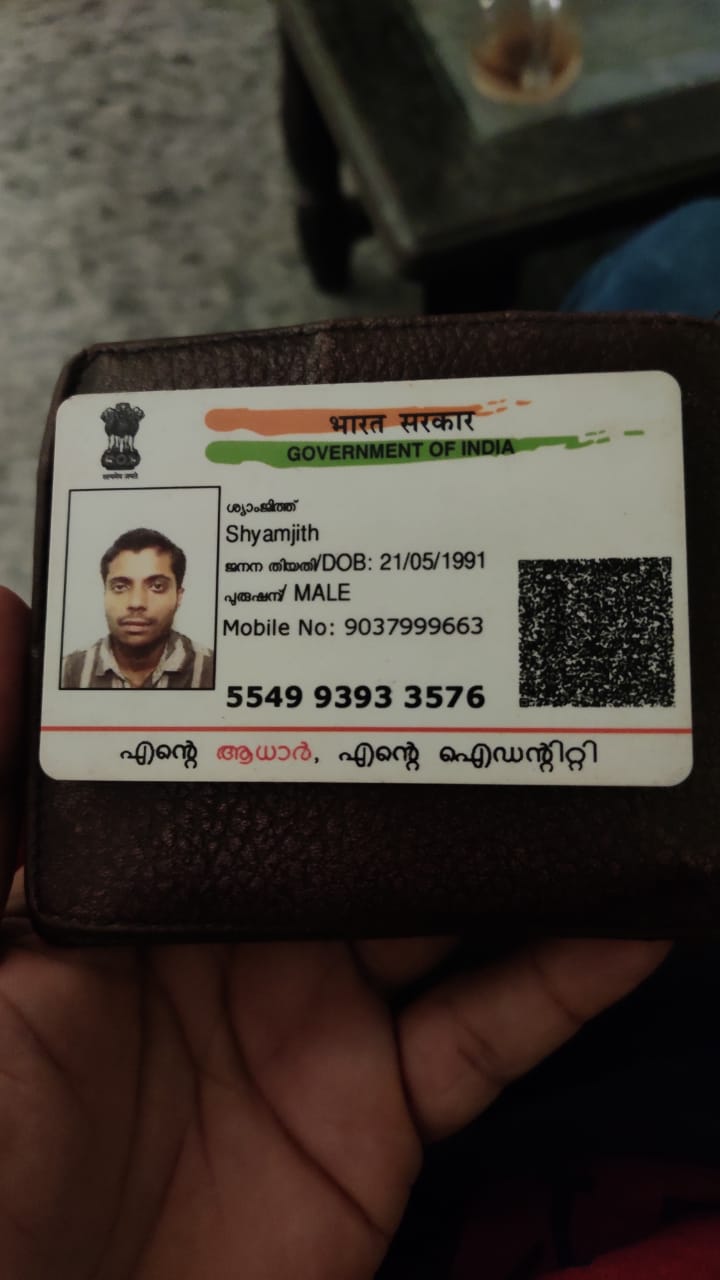 भारत सरकार
GOVERNMENT OF INDIA
सत्यमेव जयते
ശ്യാംജിത്ത്
Shyamjith
ജനന തിയതി/DOB: 21/05/1991
പുരുഷന്‍/ MALE
Mobile No: 9037999663
5549 9393 3576
എന്റെ ആധാർ, എന്റെ ഐഡന്റിറ്റി